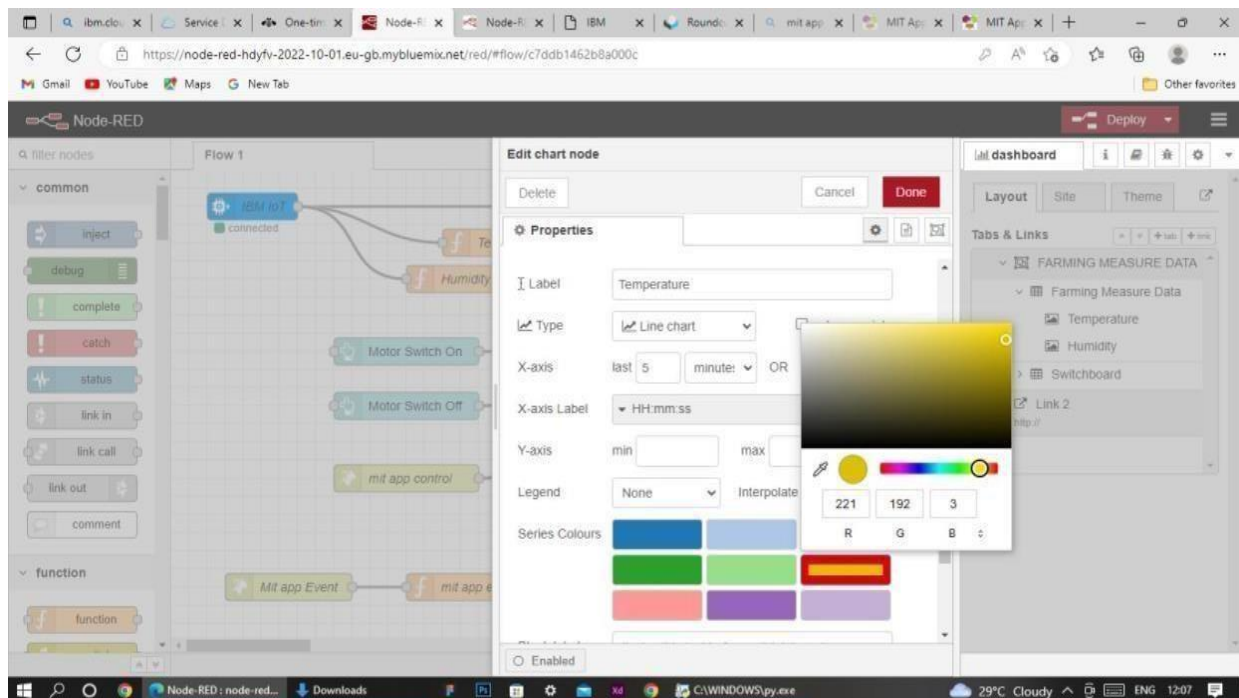 ibm.clou
Service
One-tim
Node-R
Node-R
IBM
Rounde
mit app
MIT App
MIT App
https://node-red-hdyfv-2022-10-01.eu-gb.mybluemix.net/red/#flow/c7ddb1462b8a000c
Gmail YouTube Maps New Tab Other favorites
Node-RED Deploy
filter nodes
common
inject
debug
complete
catch
status
link in
link call
link out
comment
function
function
Flow 1
IBM IoT
connected
Te
Humidity
Motor Switch On
Motor Switch Off
mit app control
Mit app Event
mit app e
Edit chart node
Delete Cancel Done
Properties
Label Temperature
Type Line chart
X-axis last 5 minute: OR
X-axis Label HH:mm:ss
Y-axis min max
Legend None Interpolate
Series Colours
221 192 3
R G B
Enabled
dashboard
Layout Site Theme
Tabs & Links + tab + link
FARMING MEASURE DATA
Farming Measure Data
Temperature
Humidity
Switchboard
Link 2
http://
Node-RED : node-red... Downloads C:\WINDOWS\py.exe 29°C Cloudy ENG 12:07